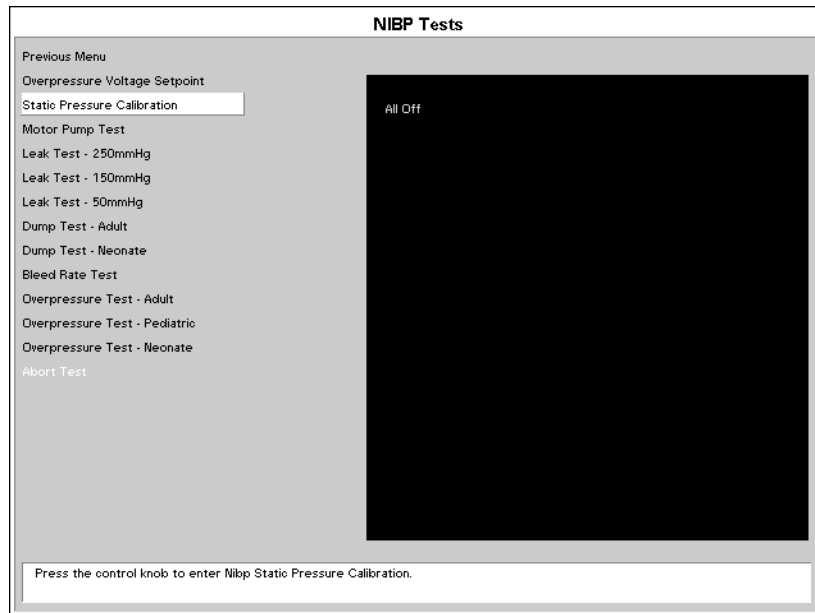 NIBP Tests
Previous Menu
Overpressure Voltage Setpoint
Static Pressure Calibration
All Off
Motor Pump Test
Leak Test - 250mmHg
Leak Test - 150mmHg
Leak Test - 50mmHg
Dump Test - Adult
Dump Test - Neonate
Bleed Rate Test
Overpressure Test - Adult
Overpressure Test - Pediatric
Overpressure Test - Neonate
Abort Test
Press the control knob to enter Nibp Static Pressure Calibration.